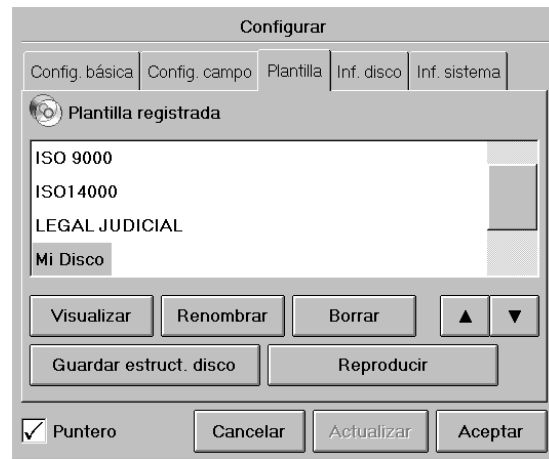 Configurar
Config. básica Config. campo Plantilla Inf. disco Inf. sistema
Plantilla registrada
ISO 9000
ISO14000
LEGAL JUDICIAL
Mi Disco
Visualizar Renombrar Borrar ▲ ▼
Guardar estruct. disco Reproducir
Puntero Cancelar Actualizar Aceptar